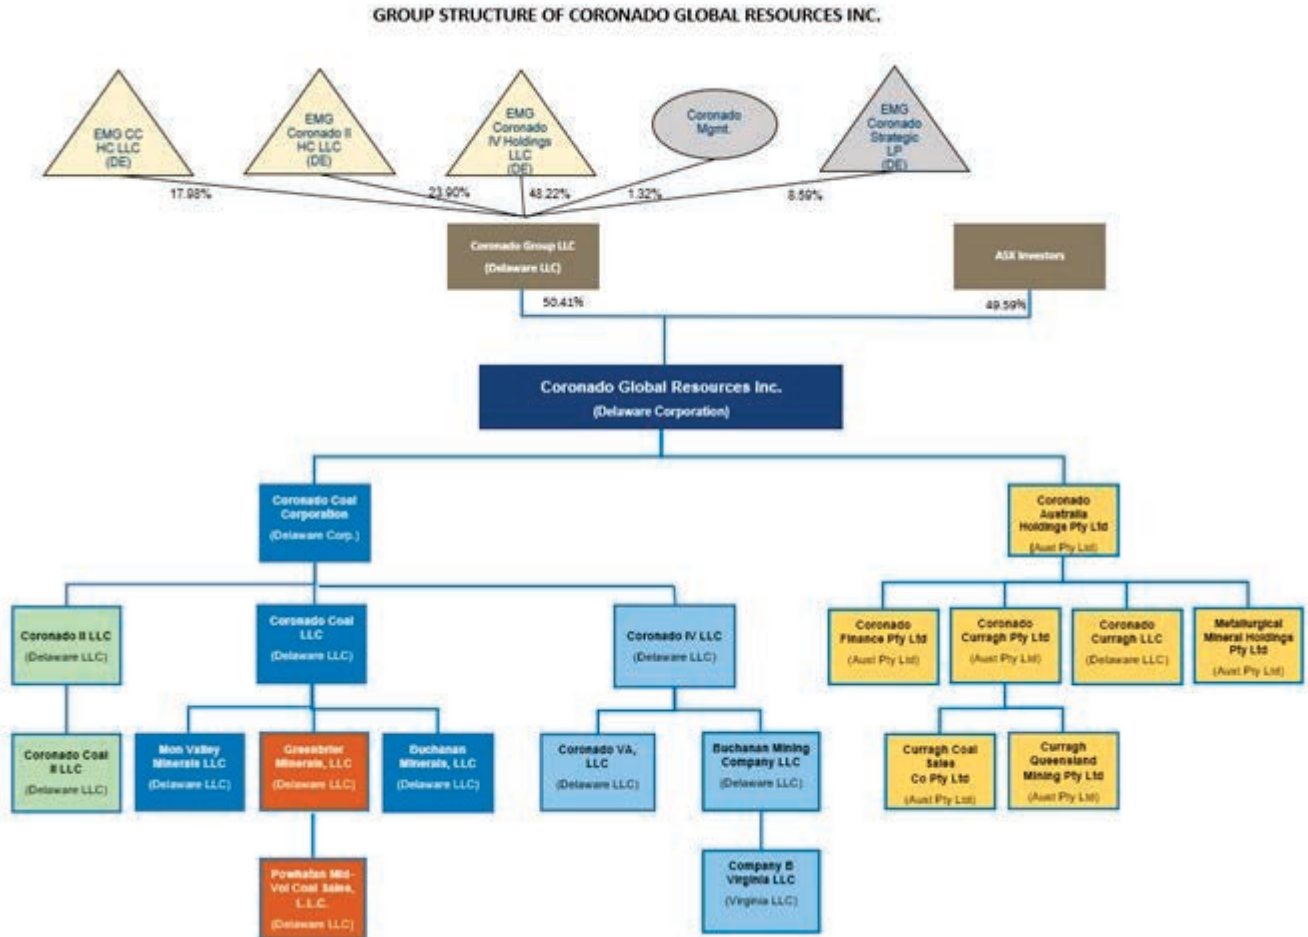 GROUP STRUCTURE OF CORONADO GLOBAL RESOURCES INC.
EMG CC
HC LLC
(DE)
EMG
Coronado II
HC LLC
(DE)
EMG
Coronado
IV Holdings
LLC
(DE)
Coronado
Mgmt.
EMG
Coronado
Strategic
LP
(DE)
17.98%
23.90%
48.22%
1.32%
8.59%
Coronado Group LLC
(Delaware LLC)
ASX Investors
50.41%
49.59%
Coronado Global Resources Inc.
(Delaware Corporation)
Coronado Coal
Corporation
(Delaware Corp.)
Coronado
Australia
Holdings Pty Ltd
(Aust Pty Ltd)
Coronado II LLC
(Delaware LLC)
Coronado Coal
LLC
(Delaware LLC)
Coronado IV LLC
(Delaware LLC)
Coronado
Finance Pty Ltd
(Aust Pty Ltd)
Coronado
Curragh Pty Ltd
(Aust Pty Ltd)
Coronado
Curragh LLC
(Delaware LLC)
Metallurgical
Mineral Holdings
Pty Ltd
(Aust Pty Ltd)
Coronado Coal
II LLC
(Delaware LLC)
Mon Valley
Minerals LLC
(Delaware LLC)
Greenbrier
Minerals, LLC
(Delaware LLC)
Buchanan
Minerals, LLC
(Delaware LLC)
Coronado VA,
LLC
(Delaware LLC)
Buchanan Mining
Company LLC
(Delaware LLC)
Curragh Coal
Sales
Co Pty Ltd
(Aust Pty Ltd)
Curragh
Queensland
Mining Pty Ltd
(Aust Pty Ltd)
Powhatan Mid-
Vol Coal Sales,
L.L.C.
(Delaware LLC)
Company B
Virginia LLC
(Virginia LLC)